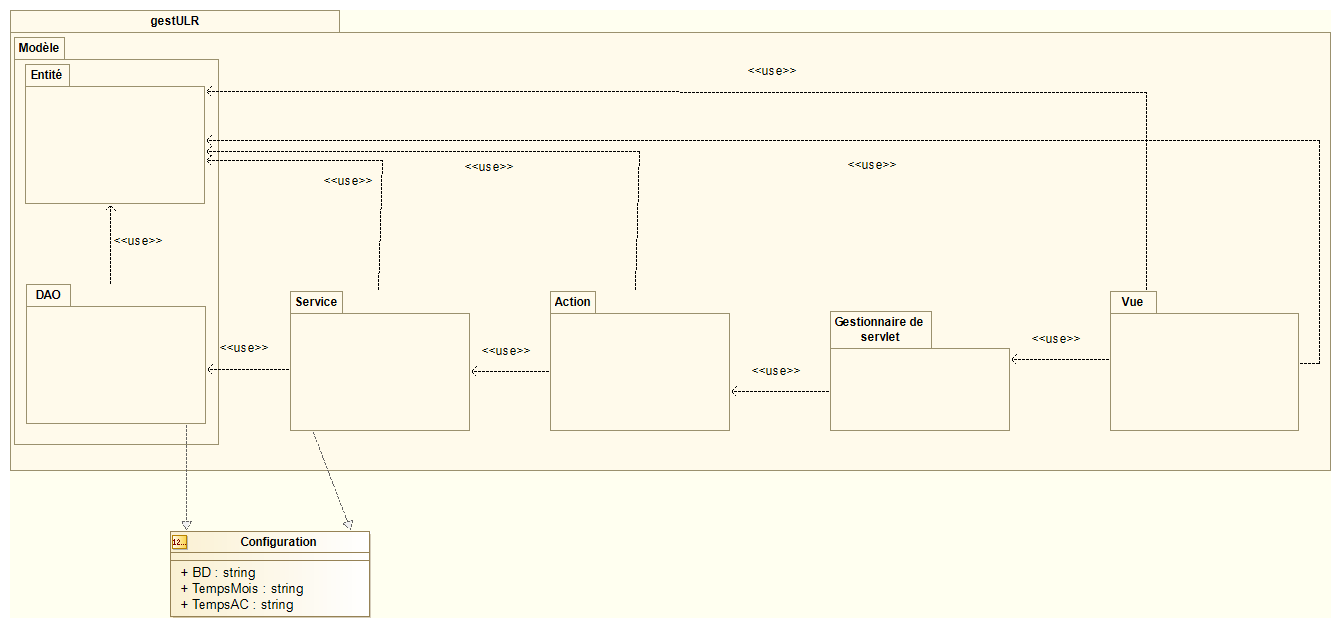 gestULR
Modèle
Entité
<<use>>
<<use>>
<<use>>
<<use>>
<<use>>
DAO
Service
Action
Gestionnaire de
servlet
Vue
<<use>>
<<use>>
<<use>>
<<use>>
12...
Configuration
+ BD : string
+ TempsMois : string
+ TempsAC : string